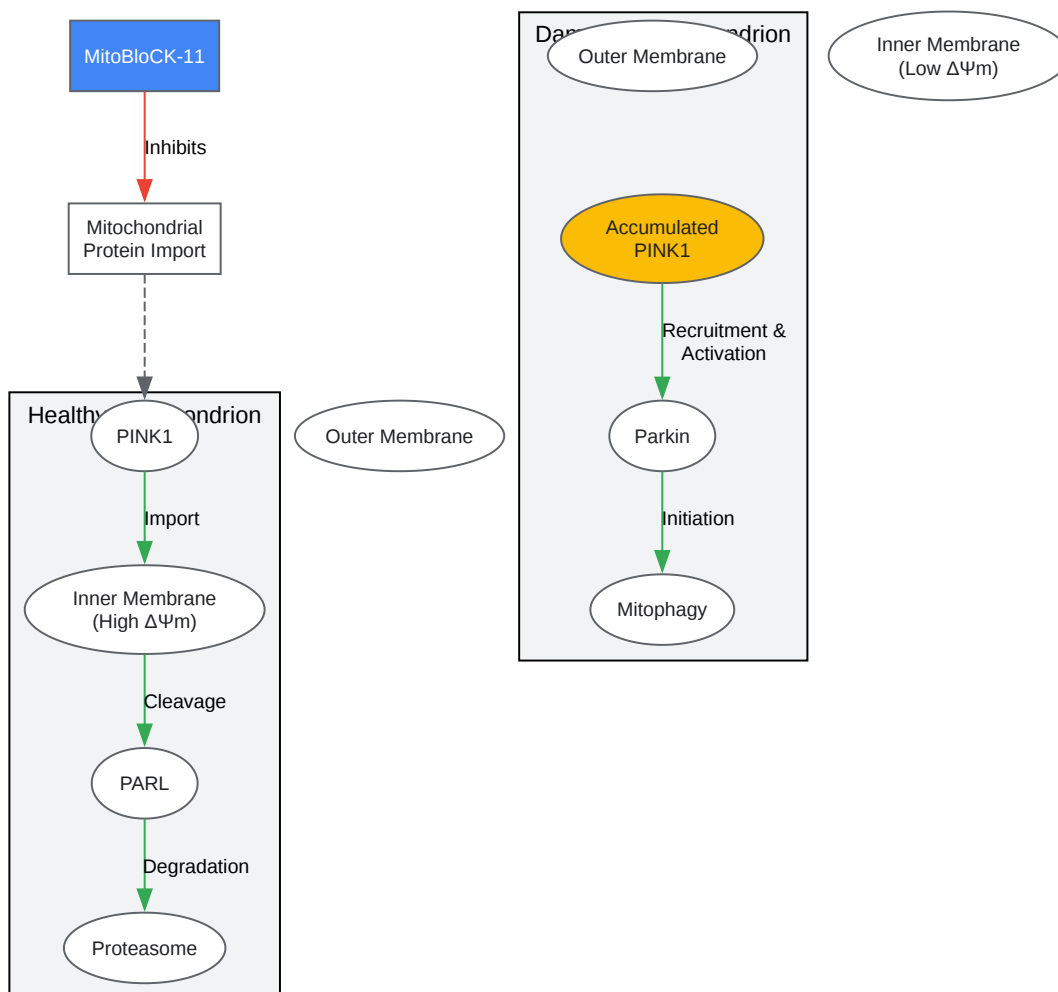 MitoBloCK-11
Inhibits
Mitochondrial
Protein Import
Healthy
ondrion
PINK1
Import
Inner Membrane
(High ΔΨm)
Cleavage
PARL
Degradation
Proteasome
Outer Membrane
Dam
ndrion
Outer Membrane
Accumulated
PINK1
Recruitment &
Activation
Parkin
Initiation
Mitophagy
Inner Membrane
(Low ΔΨm)